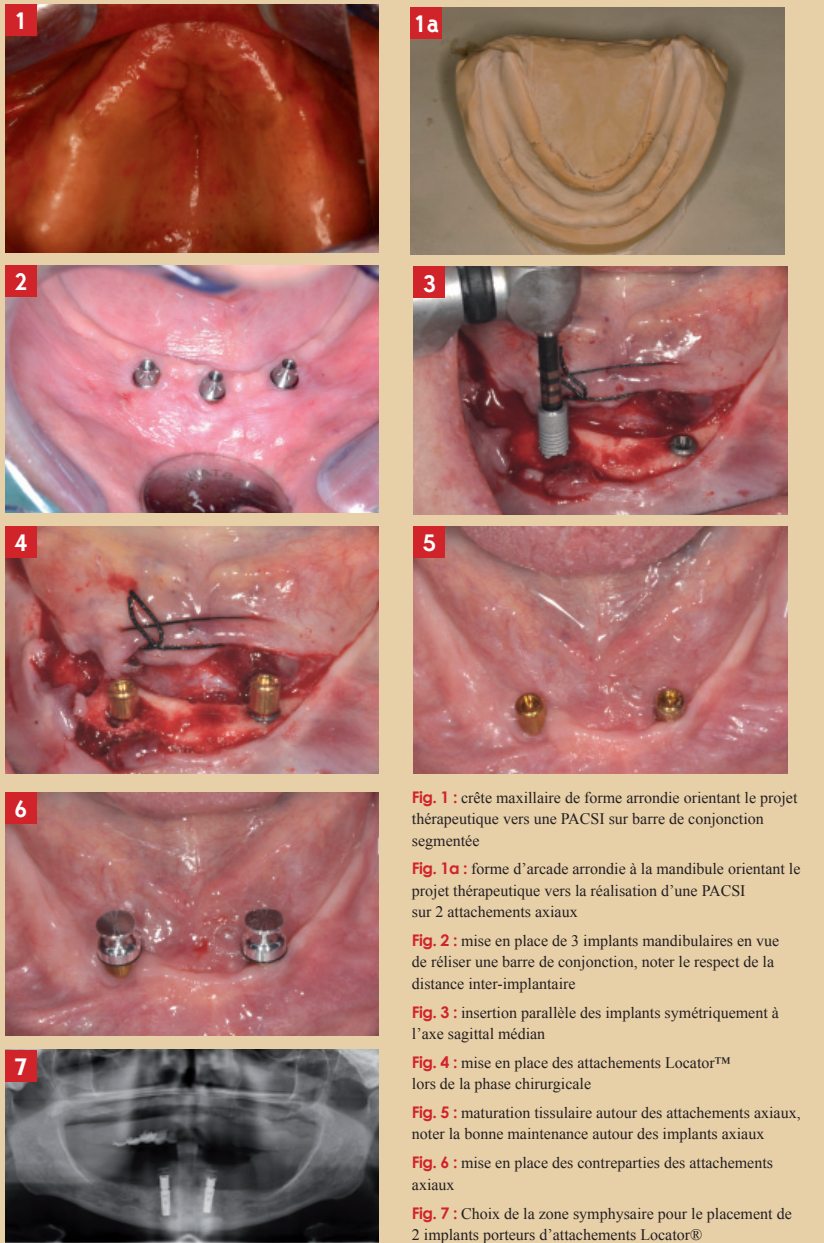 1
1a
2
3
4
5
6
7
Fig. 1 : crête maxillaire de forme arrondie orientant le projet
thérapeutique vers une PACSI sur barre de conjonction
segmentée
Fig. 1a : forme d’arcade arrondie à la mandibule orientant le
projet thérapeutique vers la réalisation d’une PACSI
sur 2 attachements axiaux
Fig. 2 : mise en place de 3 implants mandibulaires en vue
de réliser une barre de conjonction, noter le respect de la
distance inter-implantaire
Fig. 3 : insertion parallèle des implants symétriquement à
l’axe sagittal médian
Fig. 4 : mise en place des attachements Locator™
lors de la phase chirurgicale
Fig. 5 : maturation tissulaire autour des attachements axiaux,
noter la bonne maintenance autour des implants axiaux
Fig. 6 : mise en place des contreparties des attachements
axiaux
Fig. 7 : Choix de la zone symphysaire pour le placement de
2 implants porteurs d’attachements Locator®